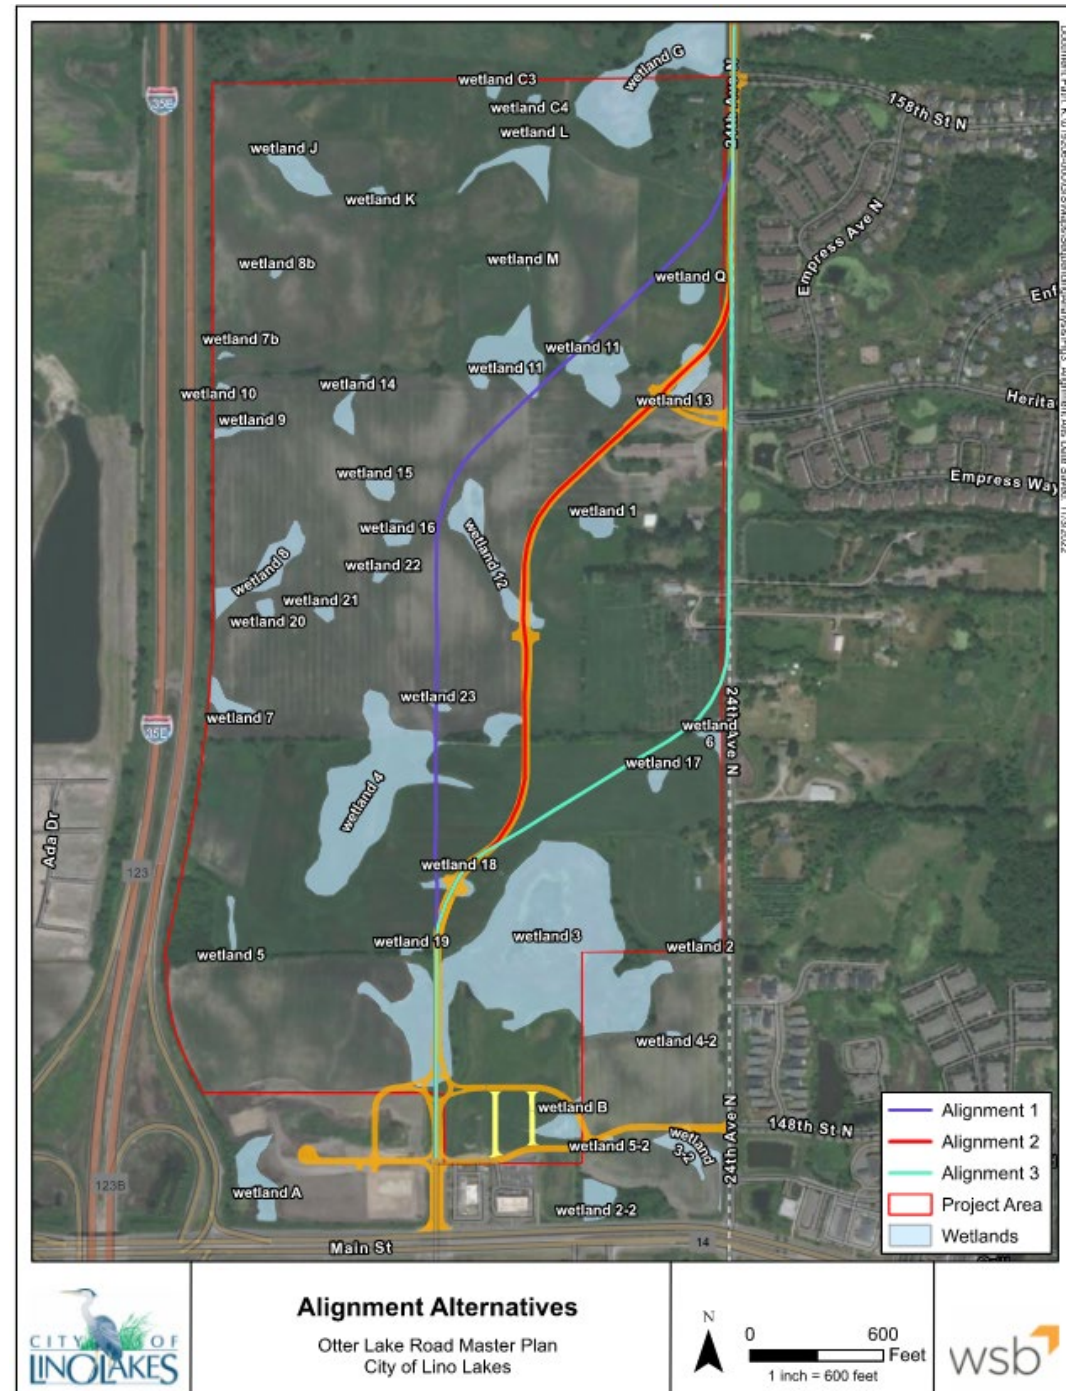 wetland G
wetland C3
158th St N
wetland C4
24th Ave N
wetland L
wetland J
wetland K
Empress Ave N
wetland M
wetland 8b
wetland Q
wetland 7b
wetland 11
wetland 11
wetland 14
wetland 10
wetland 13
Herita
wetland 9
wetland 15
Empress Way
wetland 1
wetland 16
wetland 12
wetland 22
wetland 8
wetland 21
wetland 20
wetland 23
24th Ave N
wetland 7
wetland
6
35E
35E
wetland 17
wetland 4
Ada Dr
wetland 18
123
wetland 19
wetland 3
wetland 2
wetland 5
wetland 4-2
wetland B
24th Ave N
148th St N
wetland 5-2
wetland
3-2
123B
wetland A
wetland 2-2
Main St
14
Alignment 1
Alignment 2
Alignment 3
Project Area
Wetlands
CITY OF
LINO LAKES
Alignment Alternatives
Otter Lake Road Master Plan
City of Lino Lakes
N
0 600
Feet
1 inch = 600 feet
wsb